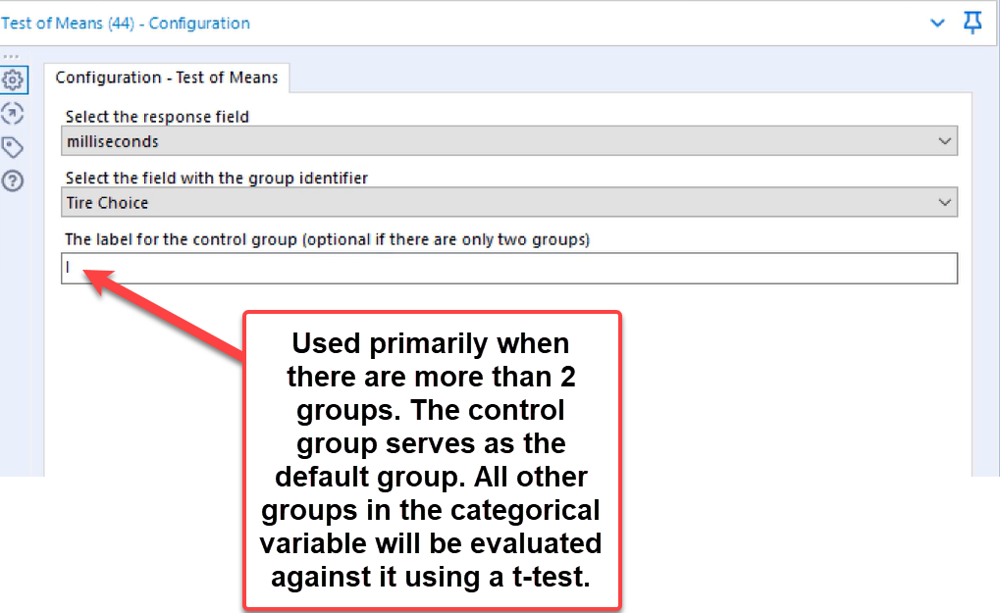 Test of Means (44) - Configuration
Configuration - Test of Means
Select the response field
milliseconds
Select the field with the group identifier
Tire Choice
The label for the control group (optional if there are only two groups)
I
Used primarily when
there are more than 2
groups. The control
group serves as the
default group. All other
groups in the categorical
variable will be evaluated
against it using a t-test.